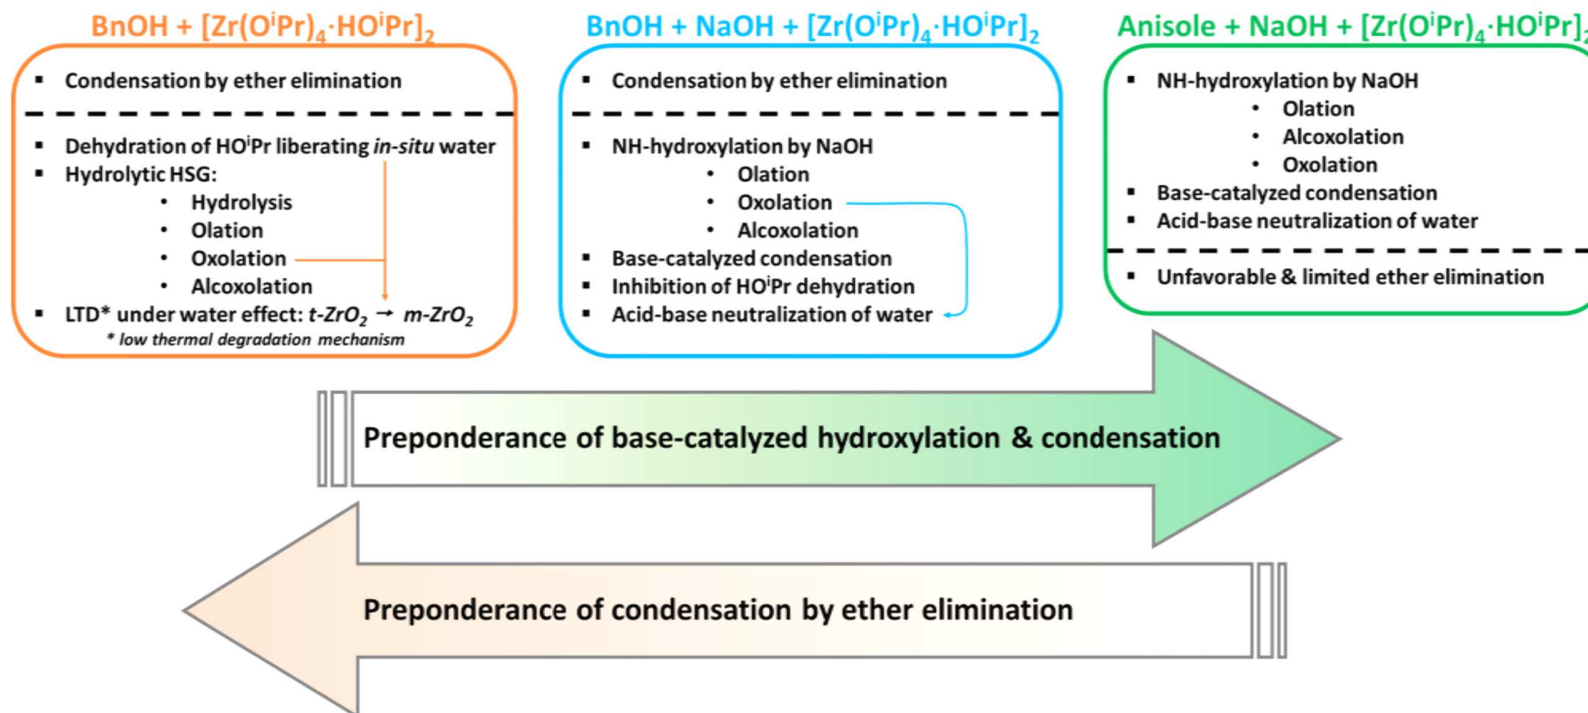 BnOH + [Zr(OⁱPr)₄·HOⁱPr]₂
▪ Condensation by ether elimination
▪ Dehydration of HOⁱPr liberating in-situ water
▪ Hydrolytic HSG:
• Hydrolysis
• Olation
• Oxolation
• Alcoxolation
▪ LTD* under water effect: t-ZrO₂ → m-ZrO₂
* low thermal degradation mechanism
BnOH + NaOH + [Zr(OⁱPr)₄·HOⁱPr]₂
▪ Condensation by ether elimination
▪ NH-hydroxylation by NaOH
• Olation
• Oxolation
• Alcoxolation
▪ Base-catalyzed condensation
▪ Inhibition of HOⁱPr dehydration
▪ Acid-base neutralization of water
Anisole + NaOH + [Zr(OⁱPr)₄·HOⁱPr]₂
▪ NH-hydroxylation by NaOH
• Olation
• Alcoxolation
• Oxolation
▪ Base-catalyzed condensation
▪ Acid-base neutralization of water
▪ Unfavorable & limited ether elimination
Preponderance of base-catalyzed hydroxylation & condensation
Preponderance of condensation by ether elimination